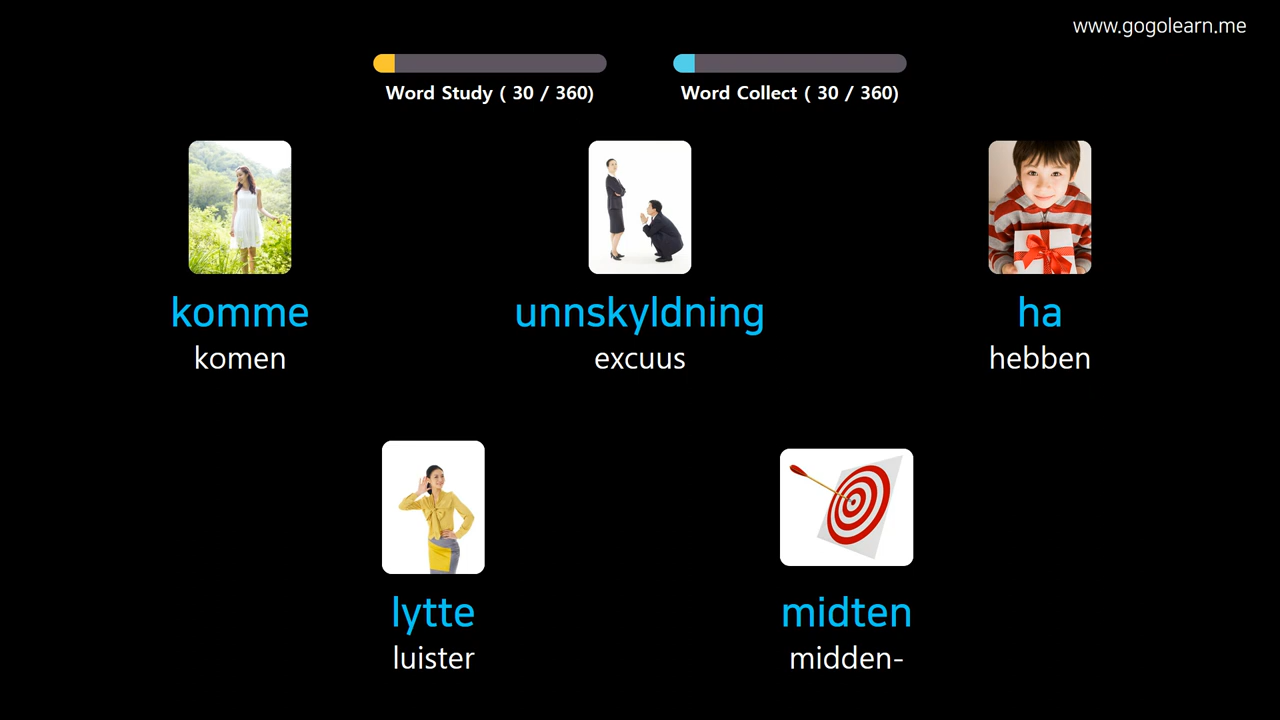 www.gogolearn.me
Word Study ( 30 / 360)
Word Collect ( 30 / 360)
komme
komen
unnskyldning
excuus
ha
hebben
lytte
luister
midten
midden-